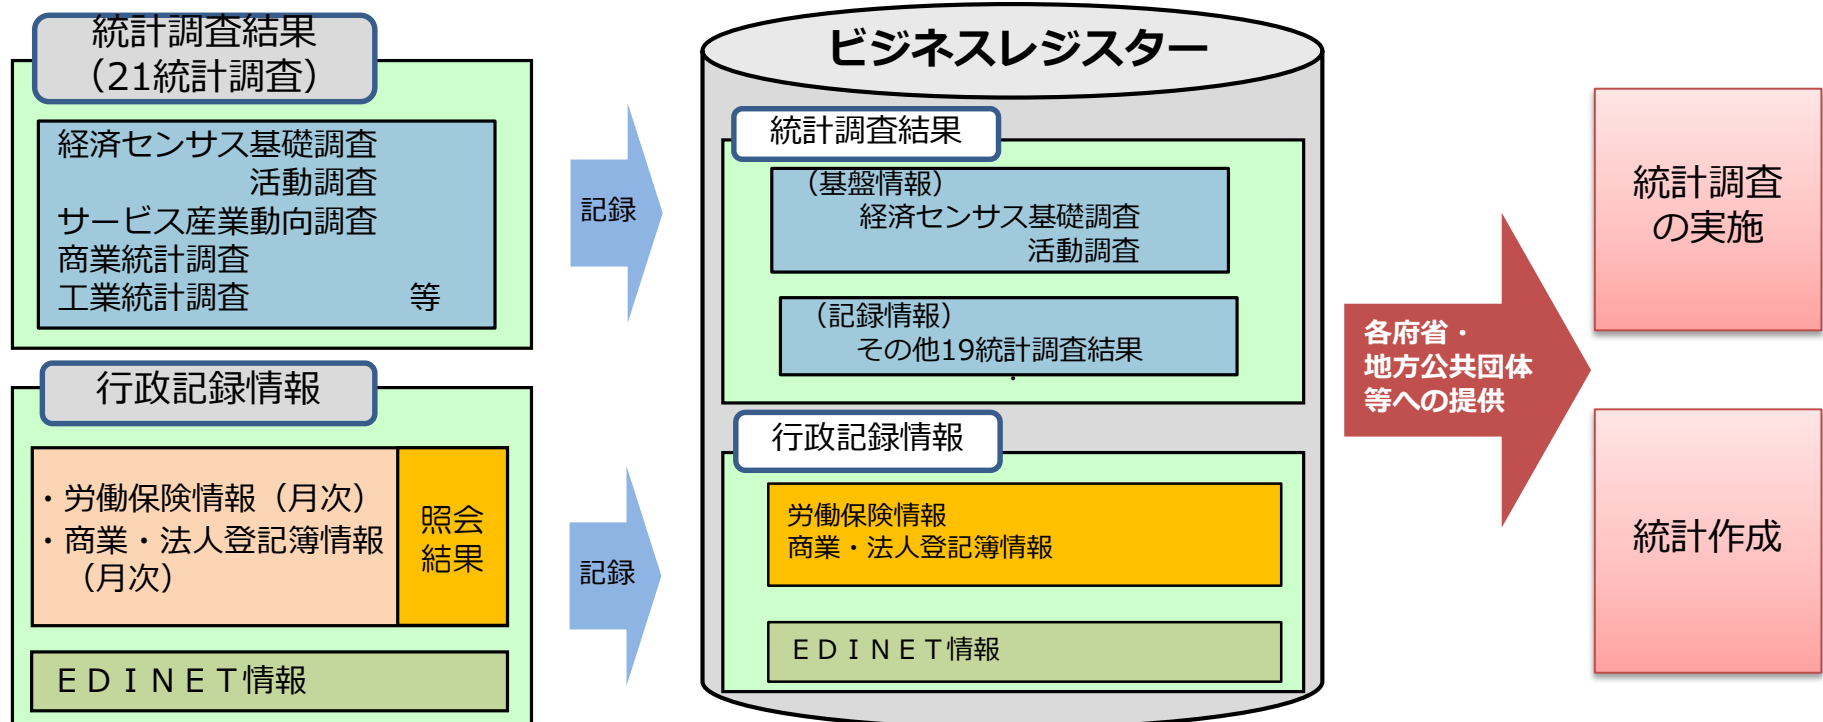 統計調査結果
（21統計調査）
経済センサス基礎調査
活動調査
サービス産業動向調査
商業統計調査
工業統計調査　　　　　等
行政記録情報
・労働保険情報（月次）
・商業・法人登記簿情報
（月次）
照会
結果
ＥＤＩＮＥＴ情報
記録
記録
ビジネスレジスター
統計調査結果
（基盤情報）
経済センサス基礎調査
活動調査
（記録情報）
その他19統計調査結果
行政記録情報
労働保険情報
商業・法人登記簿情報
ＥＤＩＮＥＴ情報
各府省・
地方公共団体
等への提供
統計調査
の実施
統計作成